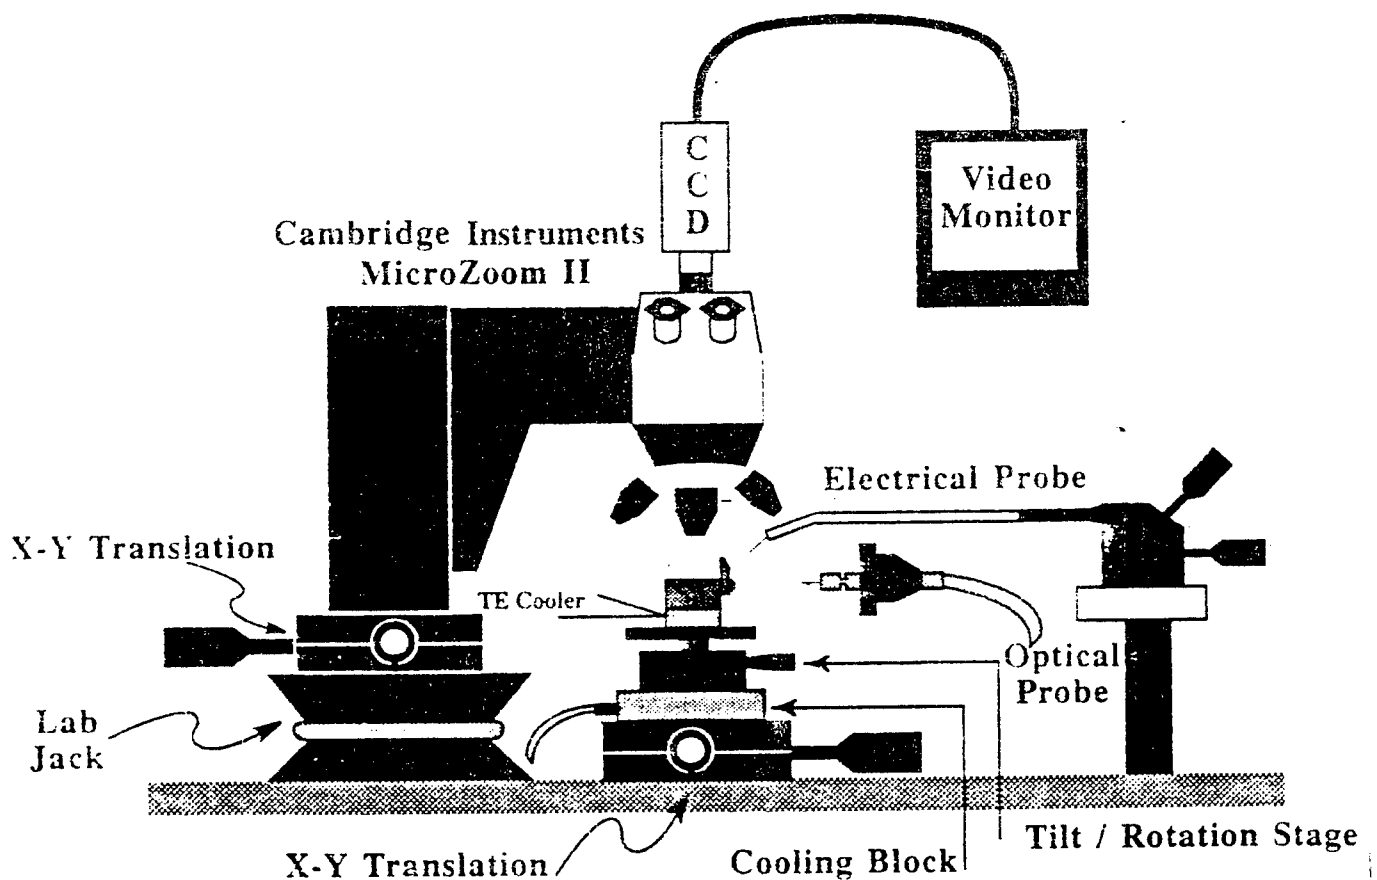 C
C
D
Video
Monitor
Cambridge Instruments
MicroZoom II
Electrical Probe
X-Y Translation
TE Cooler
Optical
Probe
Lab
Jack
Tilt / Rotation Stage
X-Y Translation
Cooling Block